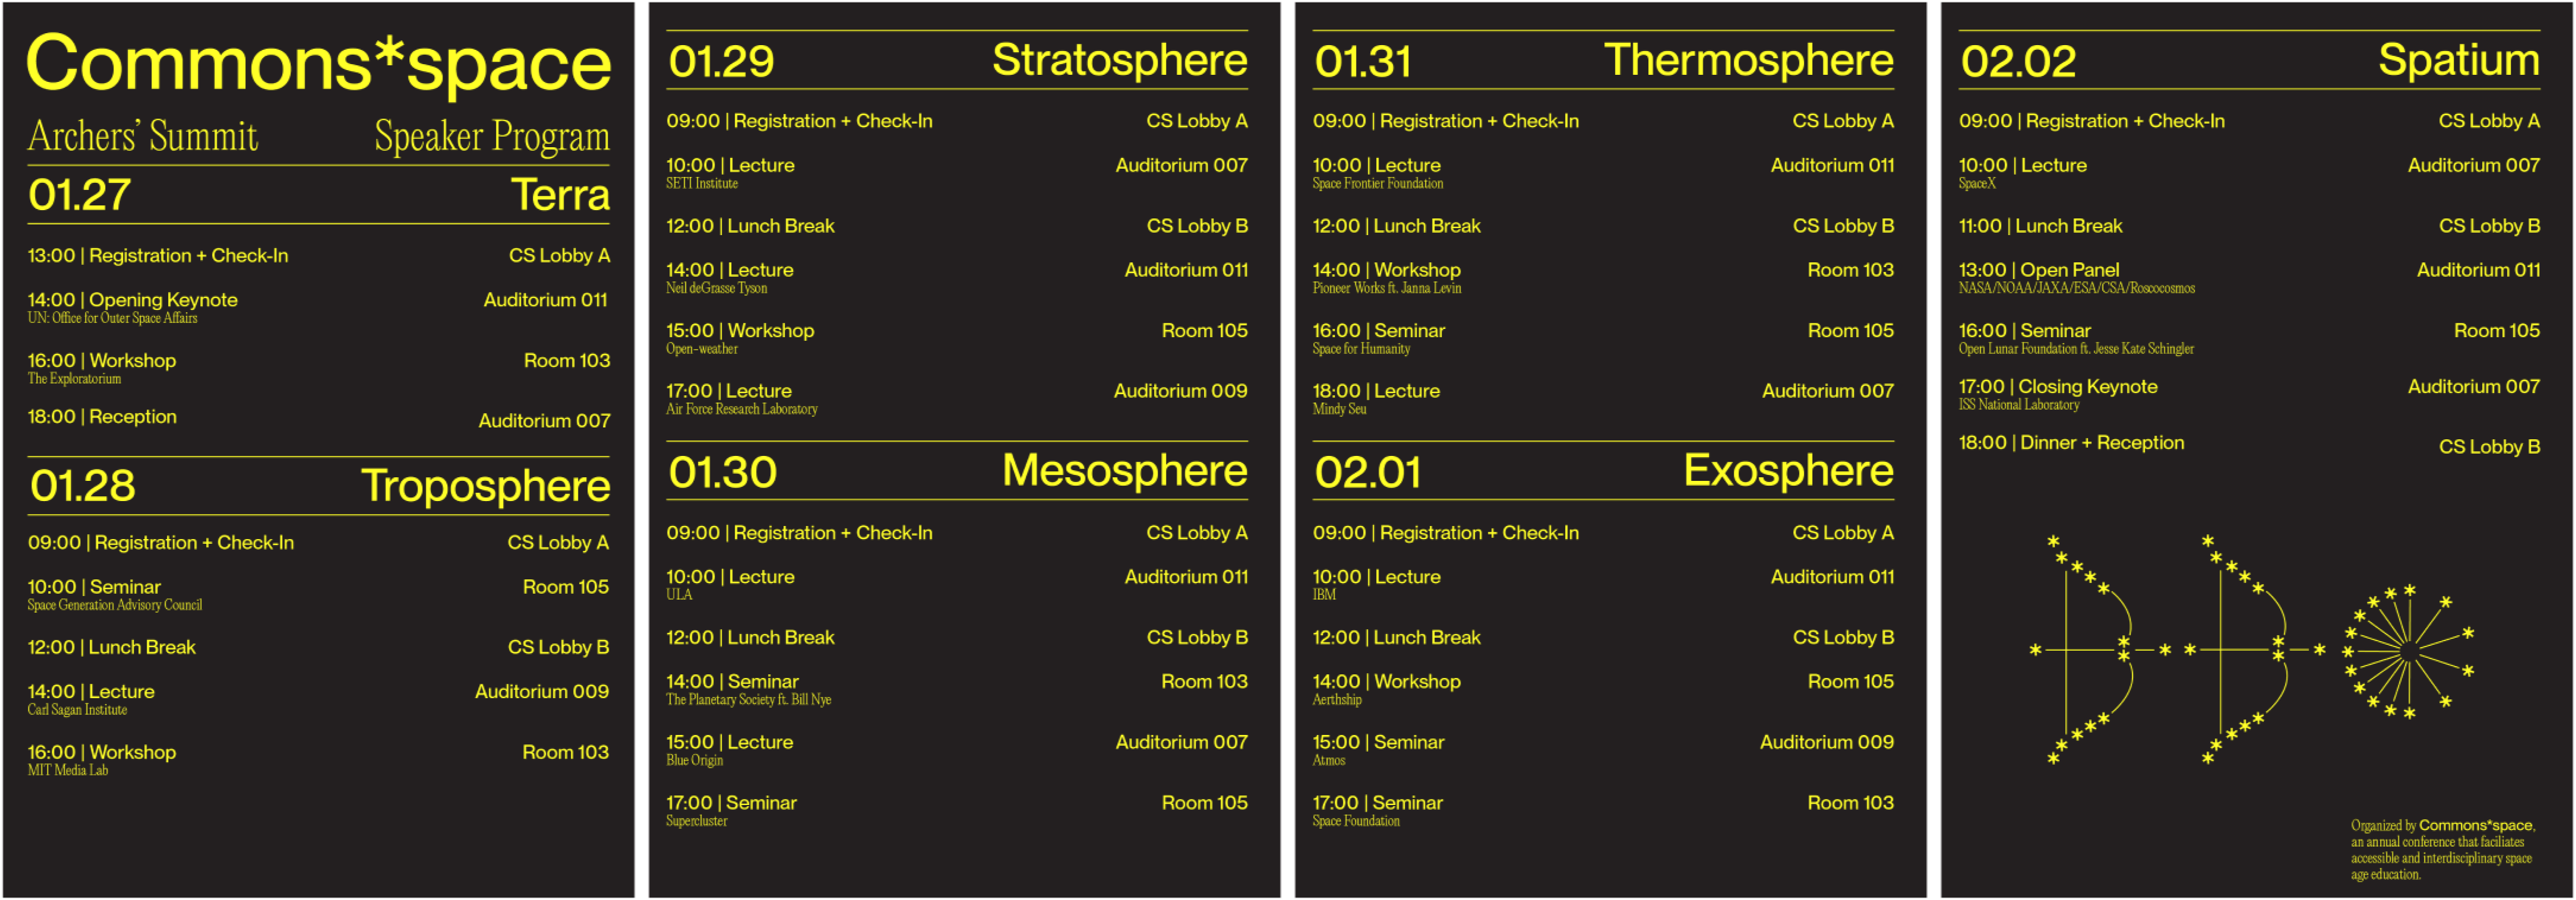 Commons*space
Archers' Summit Speaker Program
01.27 Terra
13:00 | Registration + Check-In CS Lobby A
14:00 | Opening Keynote Auditorium 011
UN: Office for Outer Space Affairs
16:00 | Workshop Room 103
The Exploratorium
18:00 | Reception Auditorium 007
01.28 Troposphere
09:00 | Registration + Check-In CS Lobby A
10:00 | Seminar Room 105
Space Generation Advisory Council
12:00 | Lunch Break CS Lobby B
14:00 | Lecture Auditorium 009
Carl Sagan Institute
16:00 | Workshop Room 103
MIT Media Lab
01.29 Stratosphere
09:00 | Registration + Check-In CS Lobby A
10:00 | Lecture Auditorium 007
SETI Institute
12:00 | Lunch Break CS Lobby B
14:00 | Lecture Auditorium 011
Neil deGrasse Tyson
15:00 | Workshop Room 105
Open-weather
17:00 | Lecture Auditorium 009
Air Force Research Laboratory
01.30 Mesosphere
09:00 | Registration + Check-In CS Lobby A
10:00 | Lecture Auditorium 011
ULA
12:00 | Lunch Break CS Lobby B
14:00 | Seminar Room 103
The Planetary Society ft. Bill Nye
15:00 | Lecture Auditorium 007
Blue Origin
17:00 | Seminar Room 105
Supercluster
01.31 Thermosphere
09:00 | Registration + Check-In CS Lobby A
10:00 | Lecture Auditorium 011
Space Frontier Foundation
12:00 | Lunch Break CS Lobby B
14:00 | Workshop Room 103
Pioneer Works ft. Janna Levin
16:00 | Seminar Room 105
Space for Humanity
18:00 | Lecture Auditorium 007
Mindy Seu
02.01 Exosphere
09:00 | Registration + Check-In CS Lobby A
10:00 | Lecture Auditorium 011
IBM
12:00 | Lunch Break CS Lobby B
14:00 | Workshop Room 105
Aerthship
15:00 | Seminar Auditorium 009
Atmos
17:00 | Seminar Room 103
Space Foundation
02.02 Spatium
09:00 | Registration + Check-In CS Lobby A
10:00 | Lecture Auditorium 007
SpaceX
11:00 | Lunch Break CS Lobby B
13:00 | Open Panel Auditorium 011
NASA/NOAA/JAXA/ESA/CSA/Roscocosmos
16:00 | Seminar Room 105
Open Lunar Foundation ft. Jesse Kate Schingler
17:00 | Closing Keynote Auditorium 007
ISS National Laboratory
18:00 | Dinner + Reception CS Lobby B
Organized by Commons*space,
an annual conference that faciliates
accessible and interdisciplinary space
age education.